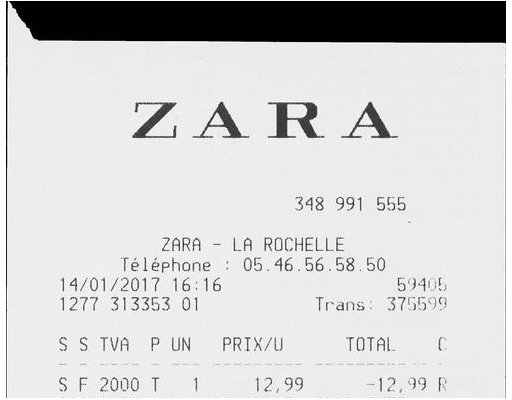 ZARA
348 991 555
ZARA - LA ROCHELLE
Téléphone : 05.46.56.58.50
14/01/2017 16:16 59405
1277 313353 01 Trans: 375599
S S TVA P UN PRIX/U TOTAL C
S F 2000 T 1 12,99 -12,99 R